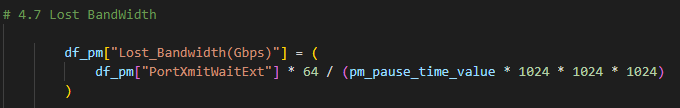 # 4.7 Lost BandWidth
df_pm["Lost_Bandwidth(Gbps)"] = (
df_pm["PortXmitWaitExt"] * 64 / (pm_pause_time_value * 1024 * 1024 * 1024)
)